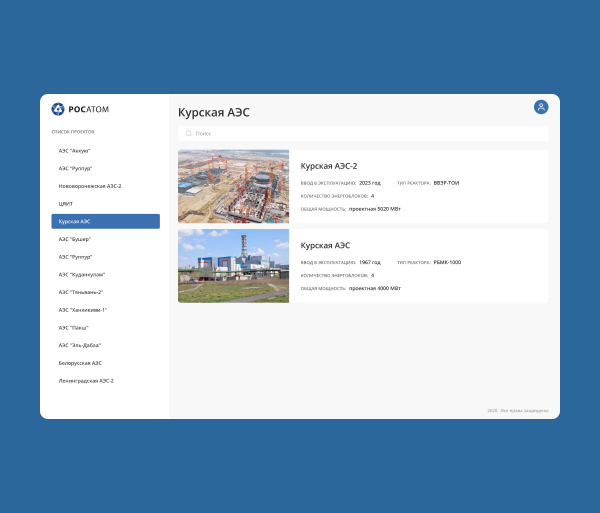 РОСАТОМ
СПИСОК ПРОЕКТОВ
АЭС "Аккую"
АЭС "Руппур"
Нововоронежская АЭС-2
ЦЯИТ
Курская АЭС
АЭС "Бушер"
АЭС "Руппур"
АЭС "Куданкулам"
АЭС "Тяньвань-2"
АЭС "Ханхикиви-1"
АЭС "Пакш"
АЭС "Эль-Дабаа"
Белорусская АЭС
Ленинградская АЭС-2
Курская АЭС
Поиск
Курская АЭС-2
ВВОД В ЭКСПЛУАТАЦИЮ: 2023 год ТИП РЕАКТОРА: ВВЭР-ТОИ
КОЛИЧЕСТВО ЭНЕРГОБЛОКОВ: 4
ОБЩАЯ МОЩНОСТЬ: проектная 5020 МВт
Курская АЭС
ВВОД В ЭКСПЛУАТАЦИЮ: 1967 год ТИП РЕАКТОРА: РБМК-1000
КОЛИЧЕСТВО ЭНЕРГОБЛОКОВ: 4
ОБЩАЯ МОЩНОСТЬ: проектная 4000 МВт
2020 - Все права защищены